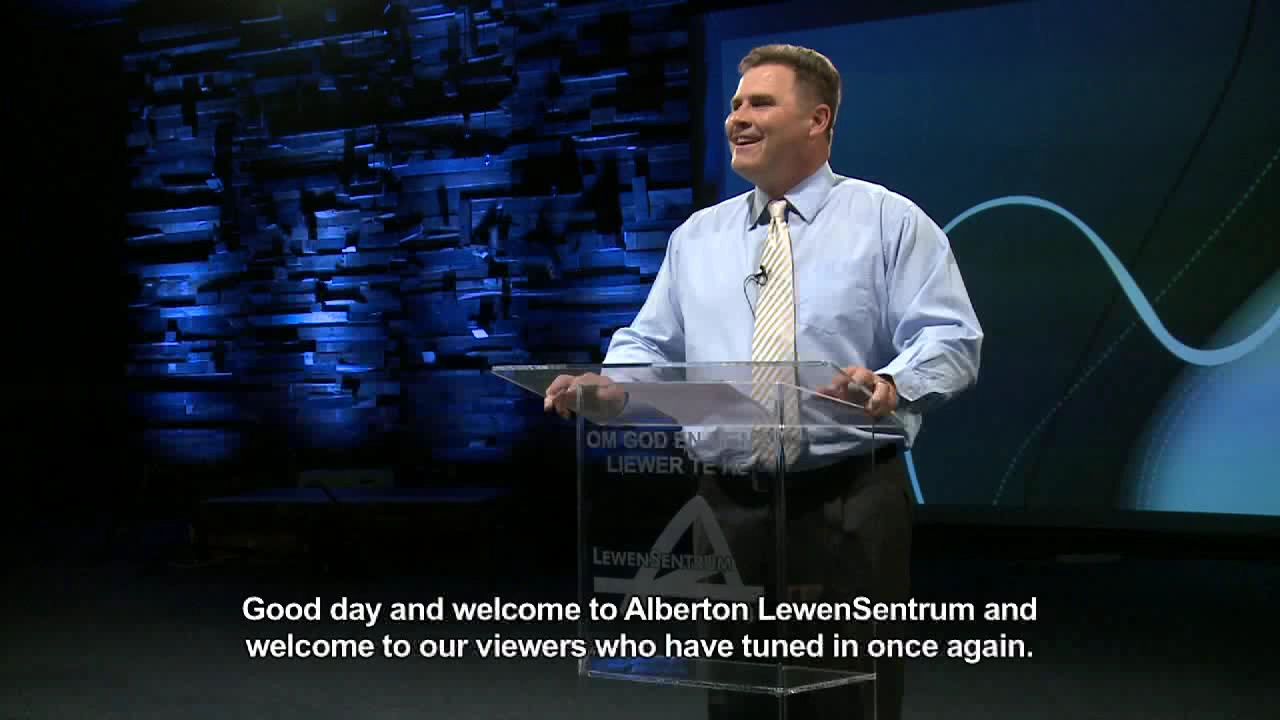 OM GOD EN
LIEWER TE
LEWENSENTRUM
Good day and welcome to Alberton LewenSentrum and
welcome to our viewers who have tuned in once again.